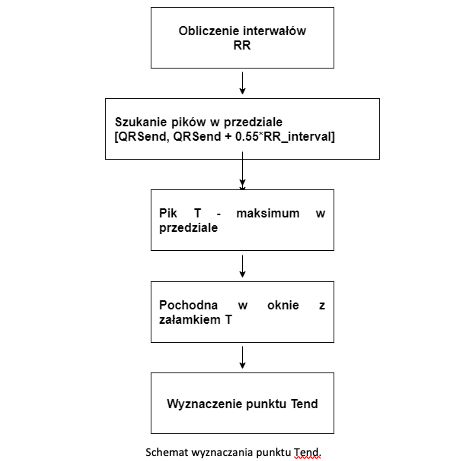 Obliczenie interwałów
RR
Szukanie pików w przedziale
[QRSend, QRSend + 0.55*RR_interval]
Pik T - maksimum w
przedziale
Pochodna w oknie z
załamkiem T
Wyznaczenie punktu Tend
Schemat wyznaczania punktu Tend.